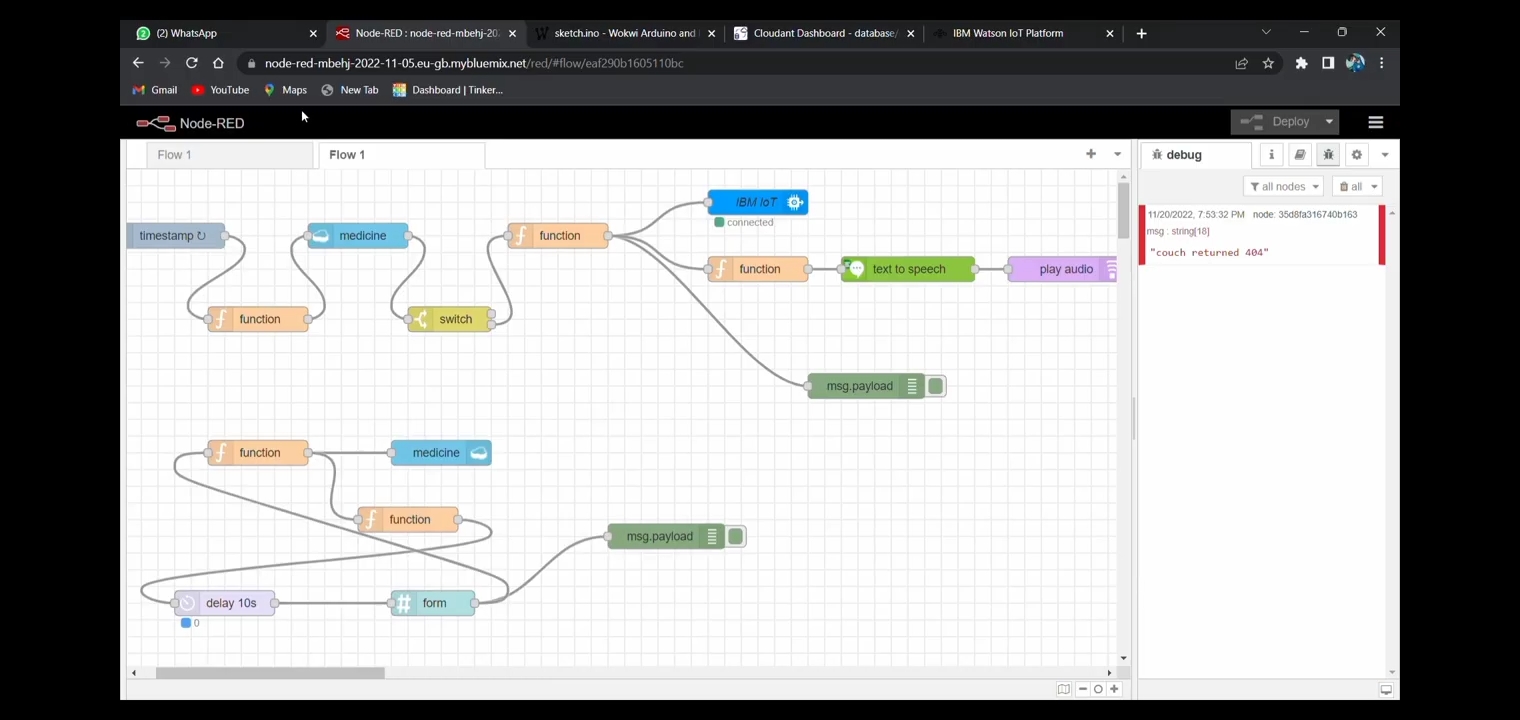 (2) WhatsApp
Node-RED : node-red-mbehj-20
sketch.ino - Wokwi Arduino and
Cloudant Dashboard - database/
IBM Watson IoT Platform
node-red-mbehj-2022-11-05.eu-gb.mybluemix.net/red/#flow/eaf290b1605110bc
Gmail
YouTube
Maps
New Tab
Dashboard | Tinker...
Node-RED
Deploy
Flow 1
Flow 1
debug
all nodes
all
11/20/2022, 7:53:32 PM node: 35d8fa316740b163
msg : string[18]
"couch returned 404"
IBM IoT
connected
timestamp ↻
medicine
function
function
text to speech
play audio
function
switch
msg.payload
function
medicine
function
msg.payload
delay 10s
form
0